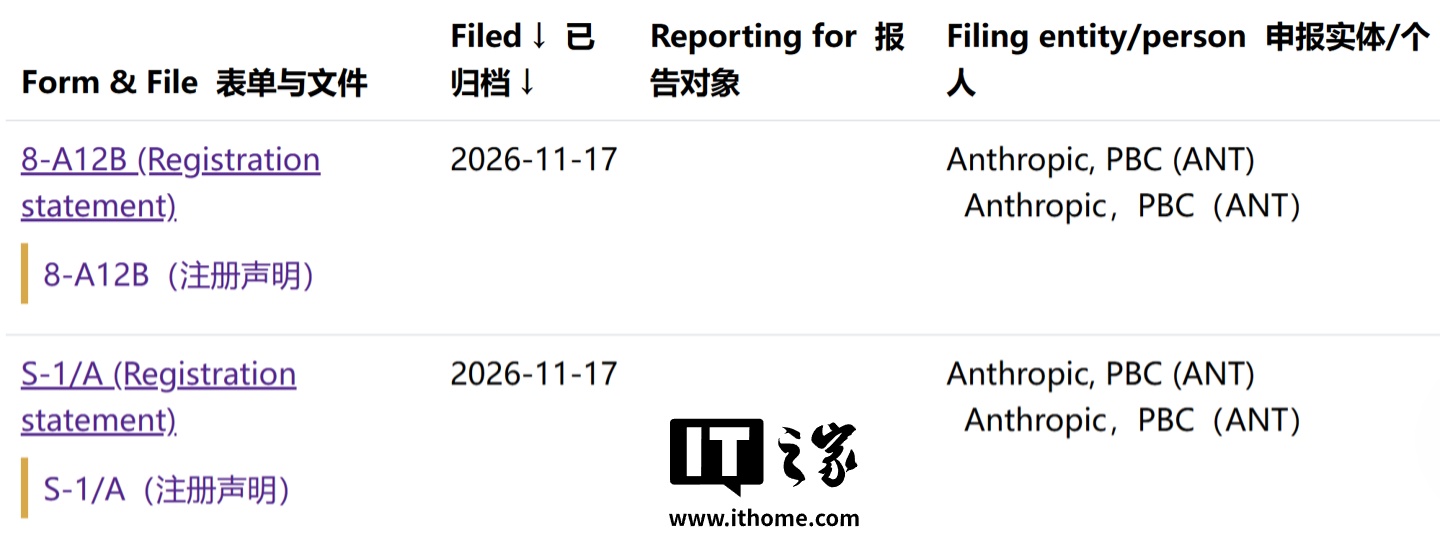 Form & File 表单与文件
Filed↓ 已归档↓
Reporting for 报告对象
Filing entity/person 申报实体/个人
8-A12B (Registration statement)
8-A12B（注册声明）
2026-11-17
Anthropic, PBC (ANT)
Anthropic，PBC（ANT）
S-1/A (Registration statement)
S-1/A（注册声明）
2026-11-17
Anthropic, PBC (ANT)
Anthropic，PBC（ANT）
IT之家
www.ithome.com